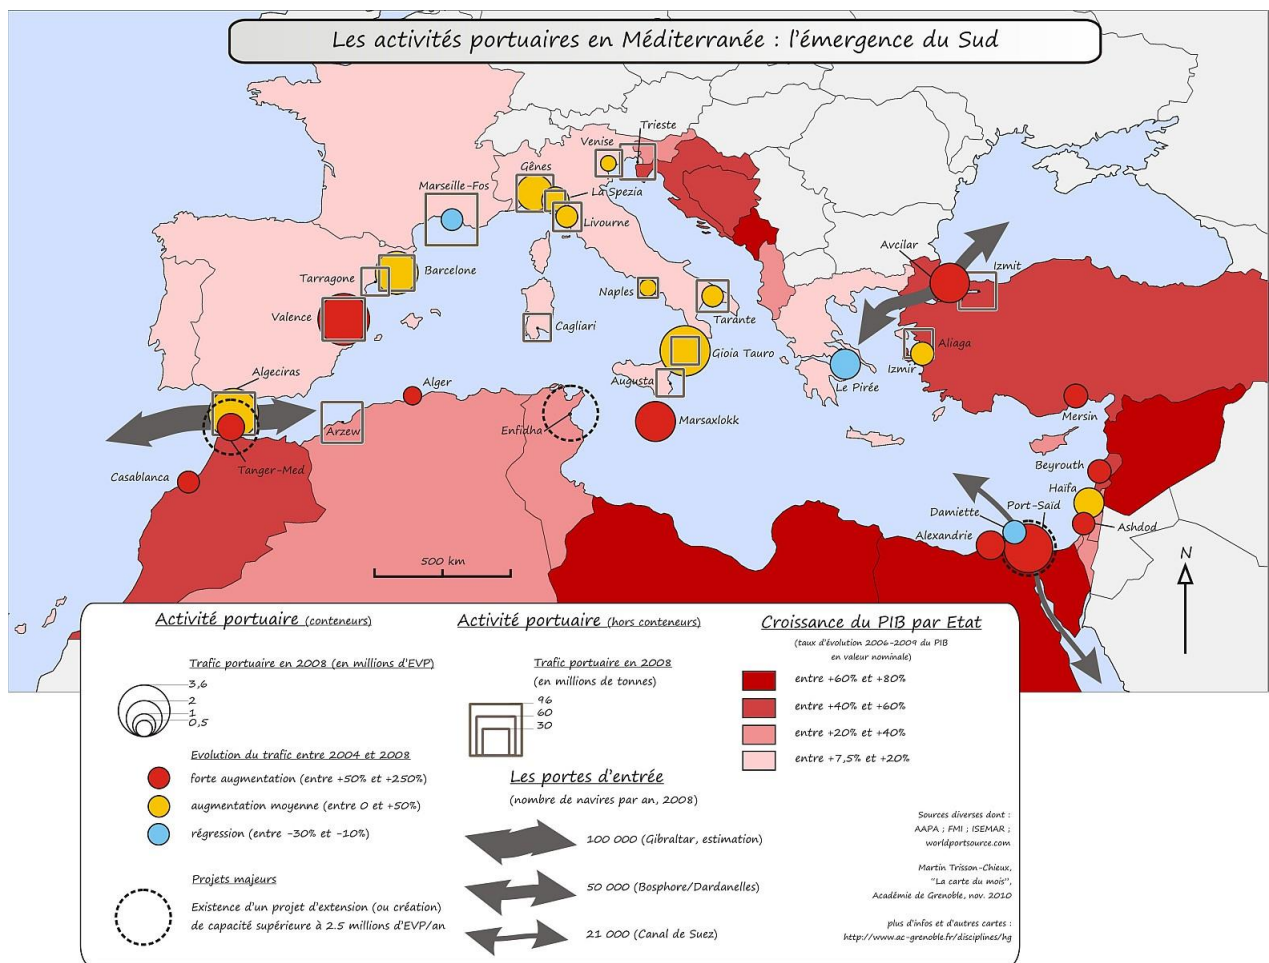 Les activités portuaires en Méditerranée : l'émergence du Sud
Trieste
Venise
Gênes
La Spezia
Marseille-Fos
Livourne
Avcilar
Izmit
Barcelone
Tarragone
Naples
Tarante
Valence
Cagliari
Gioia Tauro
Aliaga
Izmir
Algeciras
Alger
Augusta
Le Pirée
Marsaxlokk
Mersin
Arzew
Enfidha
Tanger-Med
Casablanca
Beyrouth
Haïfa
Port-Saïd
Damiette
Ashdod
Alexandrie
N
500 km
Activité portuaire (conteneurs)
Trafic portuaire en 2008 (en millions d'EVP)
3,6
2
1
0,5
Evolution du trafic entre 2004 et 2008
forte augmentation (entre +50% et +250%)
augmentation moyenne (entre 0 et +50%)
régression (entre -30% et -10%)
Projets majeurs
Existence d'un projet d'extension (ou création)
de capacité supérieure à 2.5 millions d'EVP/an
Activité portuaire (hors conteneurs)
Trafic portuaire en 2008
(en millions de tonnes)
96
60
30
Les portes d'entrée
(nombre de navires par an, 2008)
100 000 (Gibraltar, estimation)
50 000 (Bosphore/Dardanelles)
21 000 (Canal de Suez)
Croissance du PIB par Etat
(taux d'évolution 2006-2009 du PIB
en valeur nominale)
entre +60% et +80%
entre +40% et +60%
entre +20% et +40%
entre +7,5% et +20%
Sources diverses dont :
AAPA ; FMI ; ISEMAR ;
worldportsource.com
Martin Trisson-Chieux,
"La carte du mois",
Académie de Grenoble, nov. 2010
plus d'infos et d'autres cartes :
http://www.ac-grenoble.fr/disciplines/hg